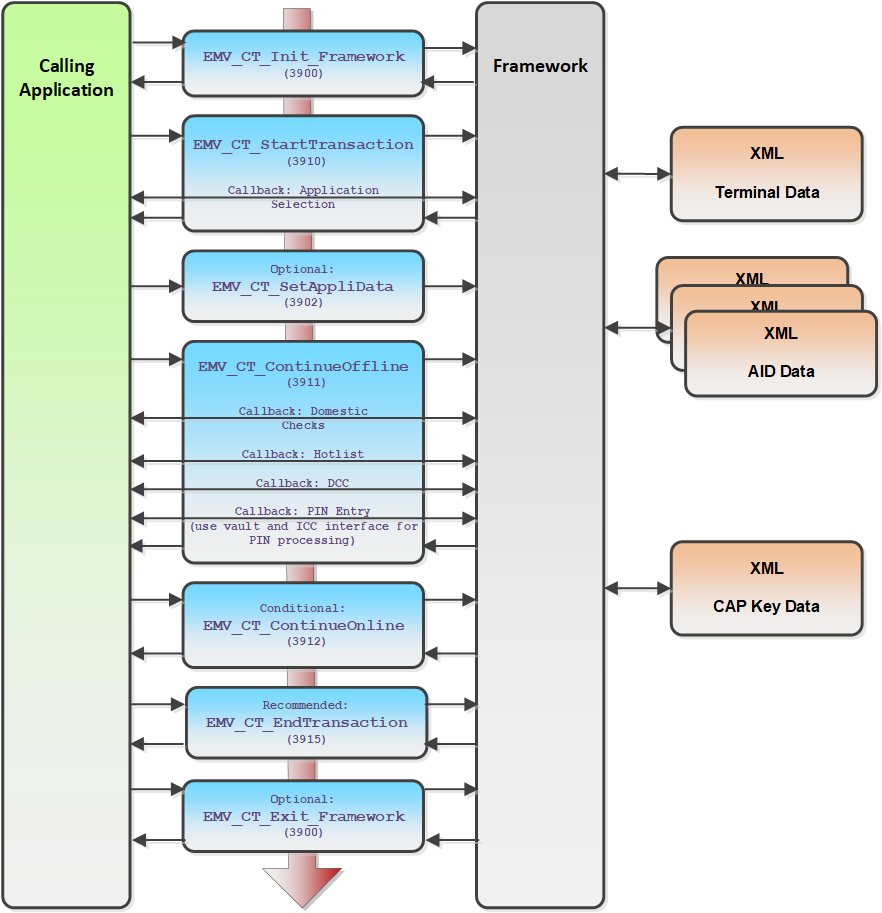 Calling
Application
EMV_CT_Init_Framework
(3900)
EMV_CT_StartTransaction
(3910)
Callback: Application
Selection
Optional:
EMV_CT_SetAppliData
(3902)
EMV_CT_ContinueOffline
(3911)
Callback: Domestic
Checks
Callback: Hotlist
Callback: DCC
Callback: PIN Entry
(use vault and ICC interface for
PIN processing)
Conditional:
EMV_CT_ContinueOnline
(3912)
Recommended:
EMV_CT_EndTransaction
(3915)
Optional:
EMV_CT_Exit_Framework
(3900)
Framework
XML
Terminal Data
XML
XML
XML
AID Data
XML
CAP Key Data